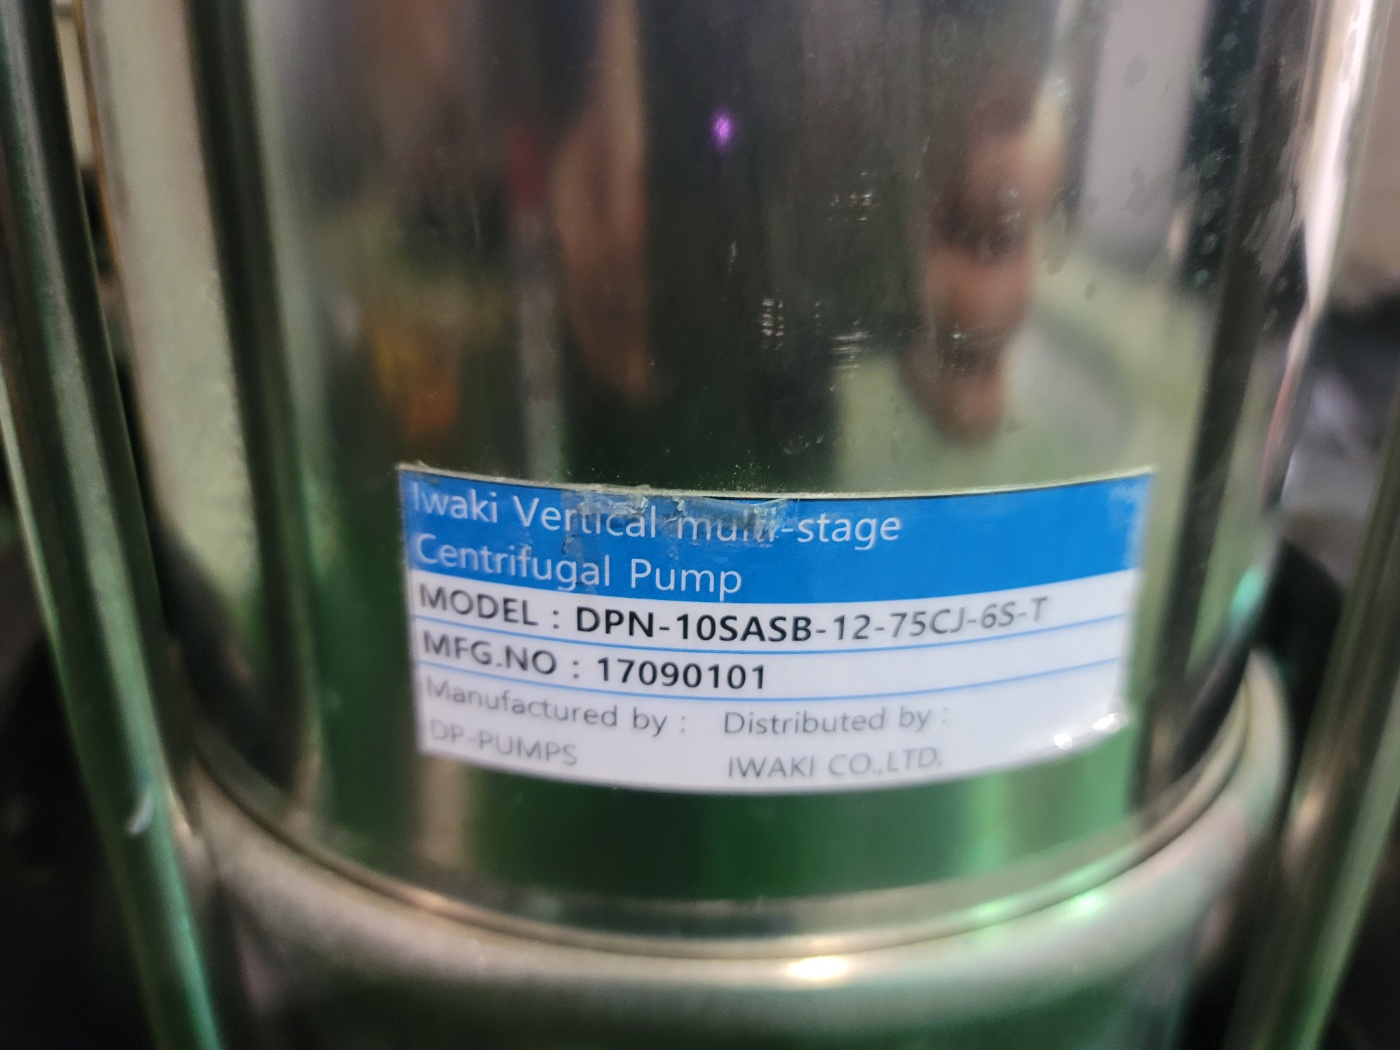 Iwaki Vertical multi-stage
Centrifugal Pump
MODEL : DPN-10SASB-12-75CJ-6S-T
MFG.NO : 17090101
Manufactured by : Distributed by :
DP-PUMPS IWAKI CO.,LTD.